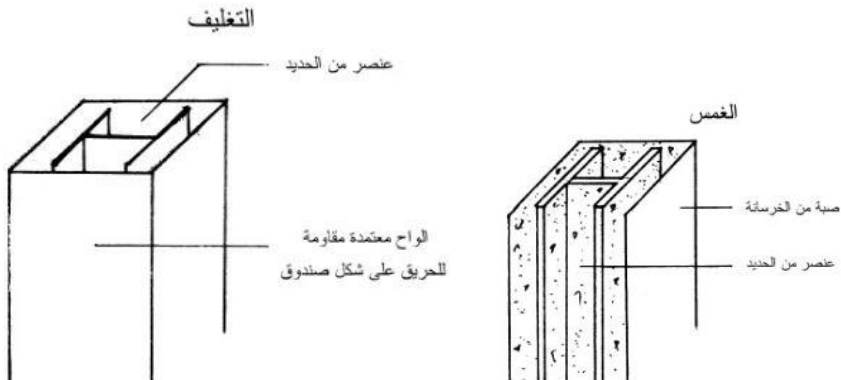 التغليف
عنصر من الحديد
الواح معتمدة مقاومة
للحريق على شكل صندوق
الغمس
صبة من الخرسانة
عنصر من الحديد